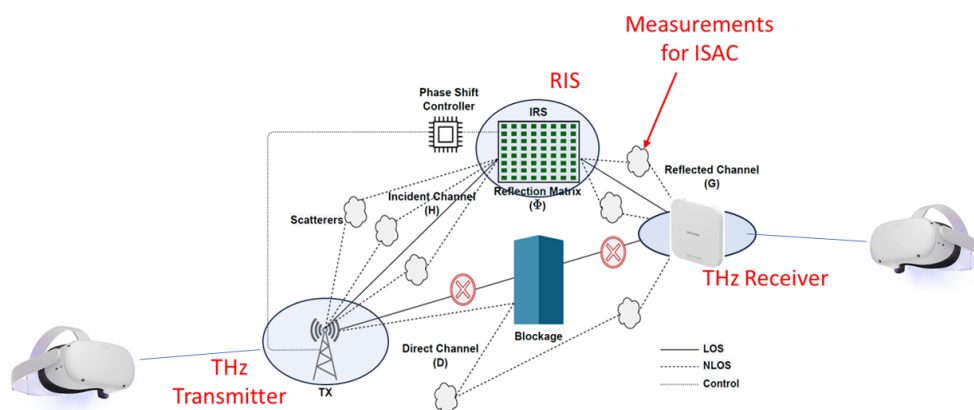 Measurements
for ISAC
RIS
Phase Shift
Controller
IRS
Reflected Channel
(G)
Incident Channel
(H)
Reflection Matrix
(Φ)
Scatterers
THz Receiver
Blockage
Direct Channel
(D)
THz
Transmitter
TX
LOS
NLOS
Control